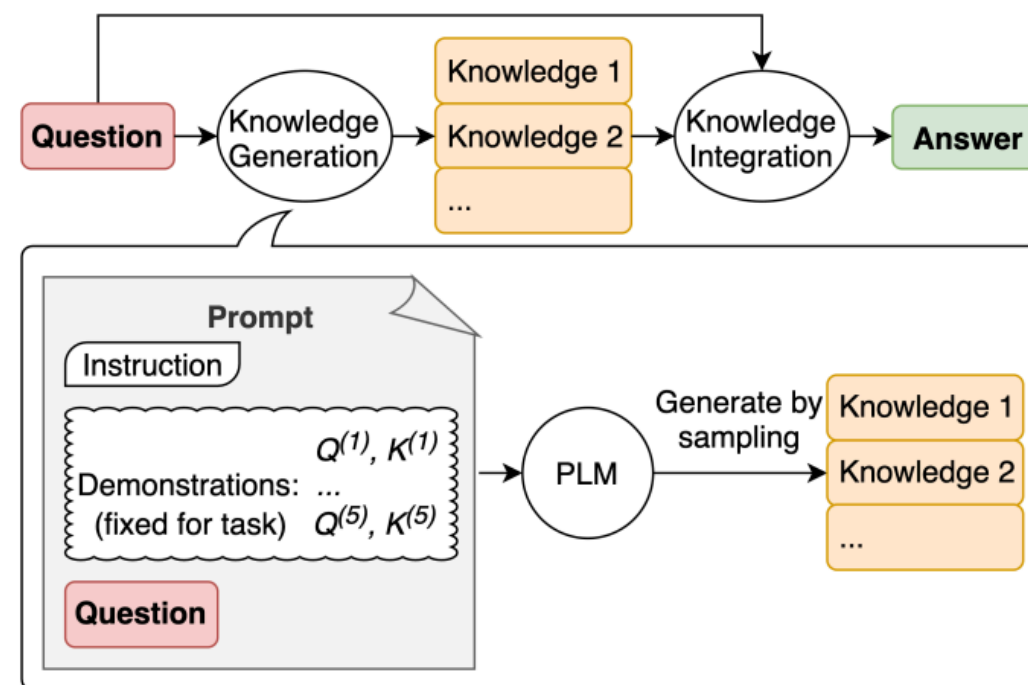 Question
Knowledge
Generation
Knowledge 1
Knowledge 2
...
Knowledge
Integration
Answer
Prompt
Instruction
Q(1), K(1)
Demonstrations: ...
(fixed for task) Q(5), K(5)
Question
PLM
Generate by
sampling
Knowledge 1
Knowledge 2
...